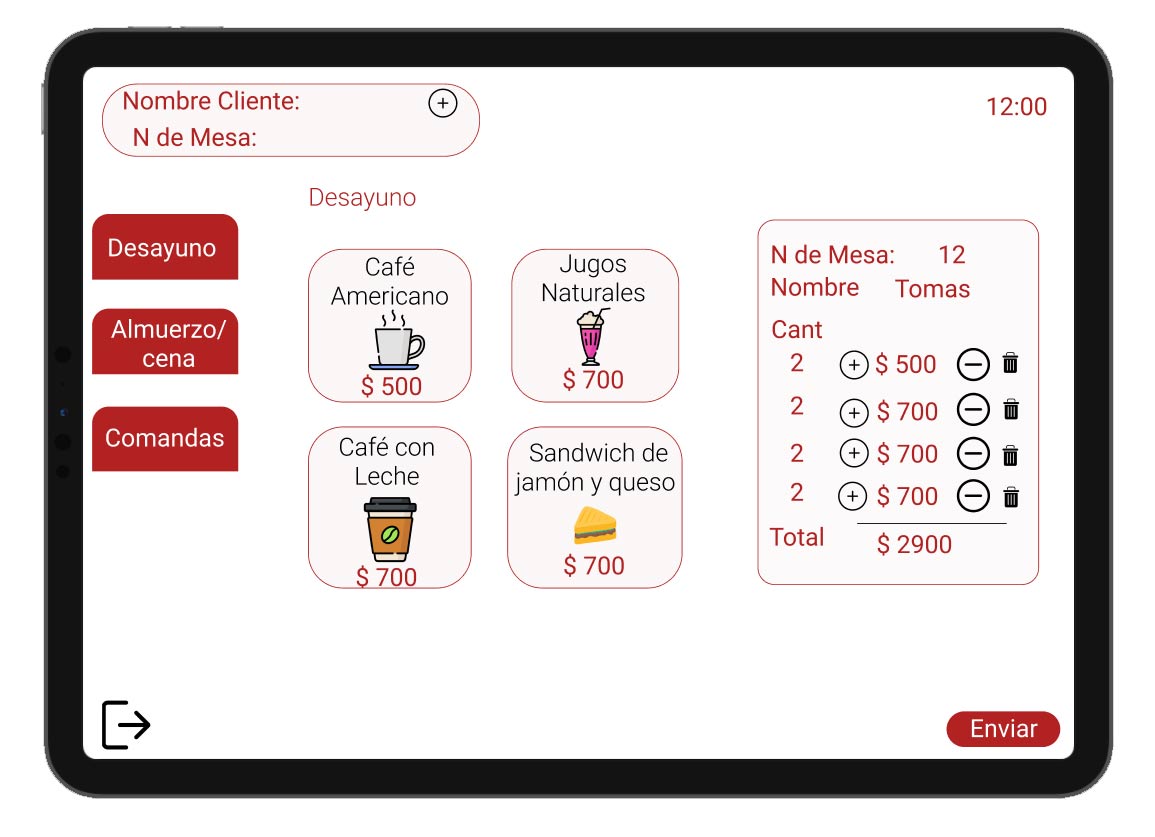 Nombre Cliente:
N de Mesa:
12:00
Desayuno
Desayuno
Almuerzo/
cena
Comandas
Café
Americano
$ 500
Jugos
Naturales
$ 700
Café con
Leche
$ 700
Sandwich de
jamón y queso
$ 700
N de Mesa: 12
Nombre Tomas
Cant
2 $ 500
2 $ 700
2 $ 700
2 $ 700
Total $ 2900
Enviar